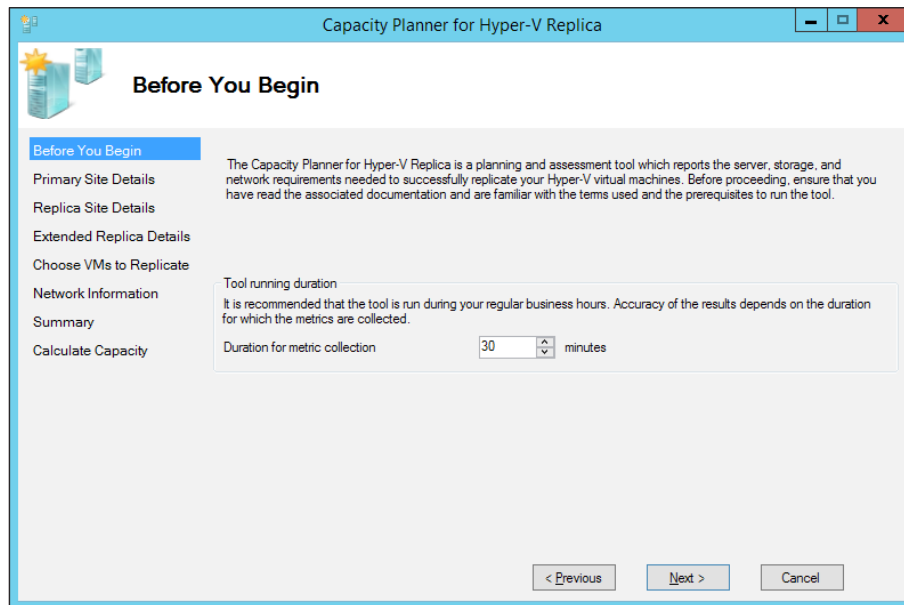 Capacity Planner for Hyper-V Replica
Before You Begin
Before You Begin
Primary Site Details
Replica Site Details
Extended Replica Details
Choose VMs to Replicate
Network Information
Summary
Calculate Capacity
The Capacity Planner for Hyper-V Replica is a planning and assessment tool which reports the server, storage, and
network requirements needed to successfully replicate your Hyper-V virtual machines. Before proceeding, ensure that you
have read the associated documentation and are familiar with the terms used and the prerequisites to run the tool.
Tool running duration
It is recommended that the tool is run during your regular business hours. Accuracy of the results depends on the duration
for which the metrics are collected.
Duration for metric collection 30 minutes
< Previous Next > Cancel